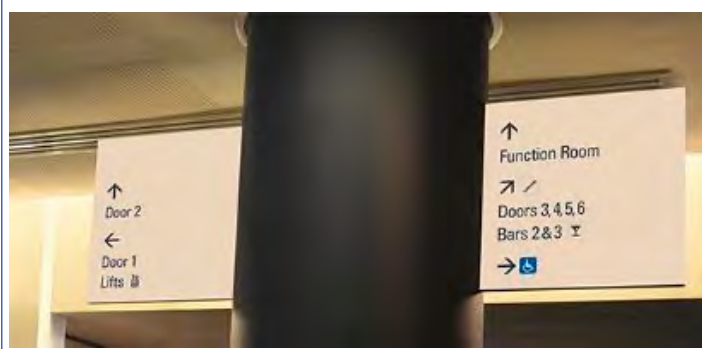 ↑
Door 2
←
Door 1
Lifts
↑
Function Room
↗
Doors 3,4,5,6
Bars 2 & 3
→